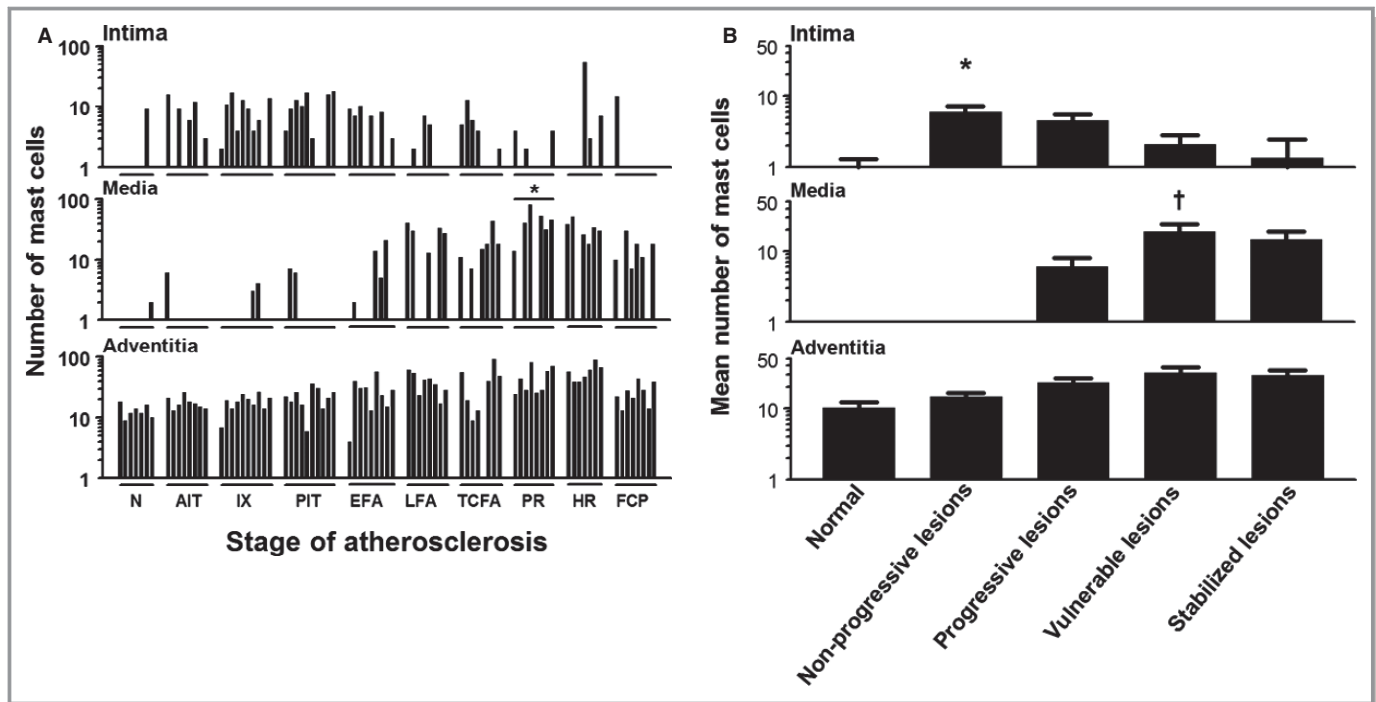 A
Intima
100
10
1
Media
*
100
10
1
Adventitia
100
10
1
N AIT IX PIT EFA LFA TCFA PR HR FCP
Number of mast cells
Stage of atherosclerosis
B
Intima
*
50
10
1
Media
†
50
10
1
Adventitia
50
10
1
Mean number of mast cells
Normal
Non-progressive lesions
Progressive lesions
Vulnerable lesions
Stabilized lesions